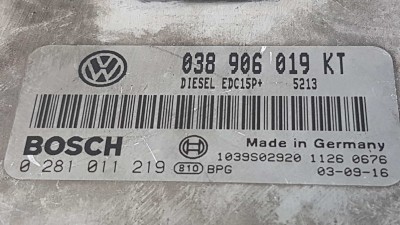 038 906 019 KT
DIESEL EDC15P+ 5213
BOSCH
Made in Germany
1039S02920 1126 0676
0 281 011 219 810 BPG 03-09-16